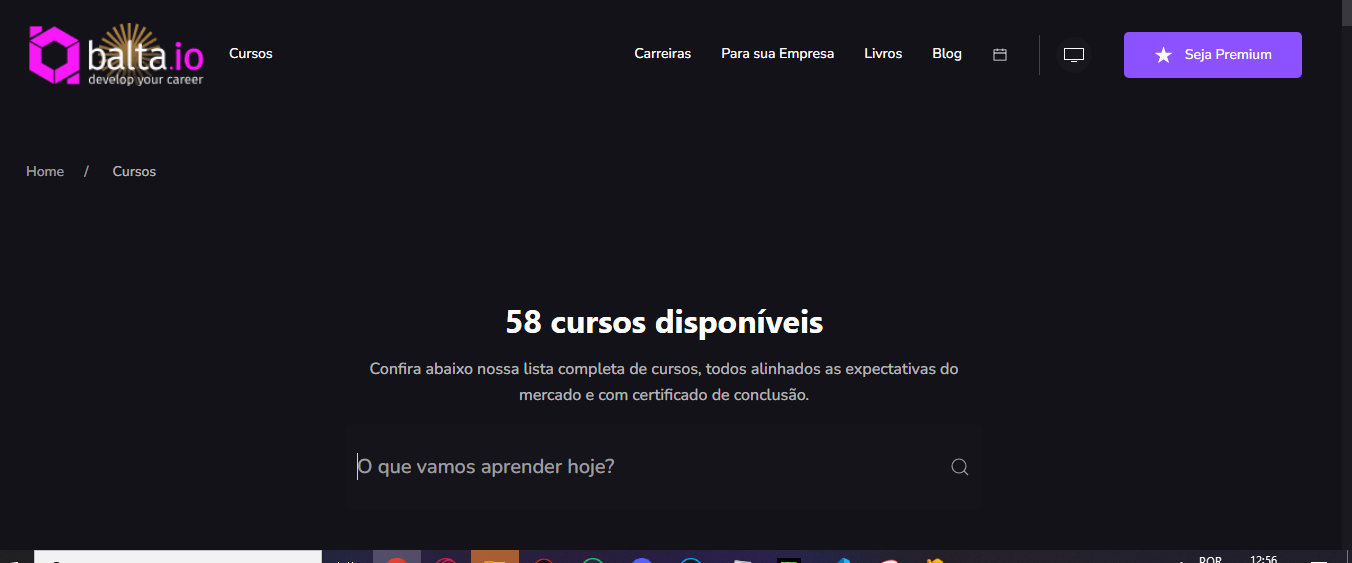 balta.io
develop your career
Cursos
Carreiras
Para sua Empresa
Livros
Blog
Seja Premium
Home / Cursos
58 cursos disponíveis
Confira abaixo nossa lista completa de cursos, todos alinhados as expectativas do
mercado e com certificado de conclusão.
O que vamos aprender hoje?
POR
12:56